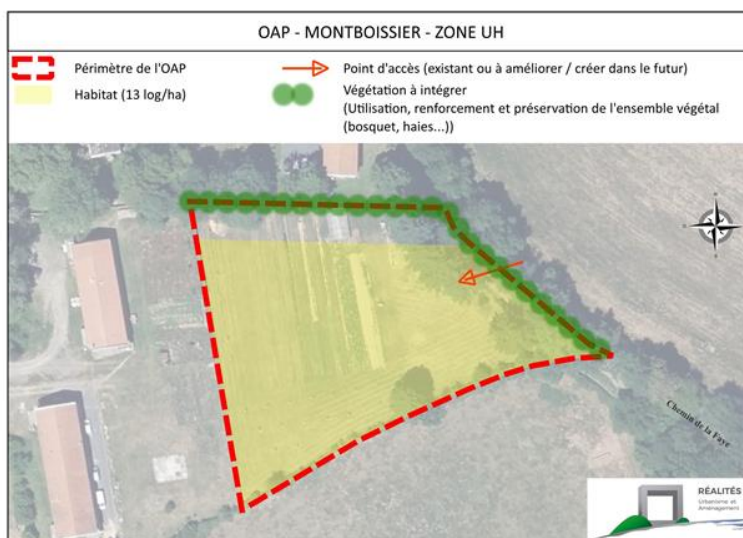 OAP - MONTBOISSIER - ZONE UH
Périmètre de l'OAP
Habitat (13 log/ha)
Point d'accès (existant ou à améliorer / créer dans le futur)
Végétation à intégrer
(Utilisation, renforcement et préservation de l'ensemble végétal
(bosquet, haies...))
Chemin de la Faye
RÉALITÉS
Urbanisme et
Aménagement